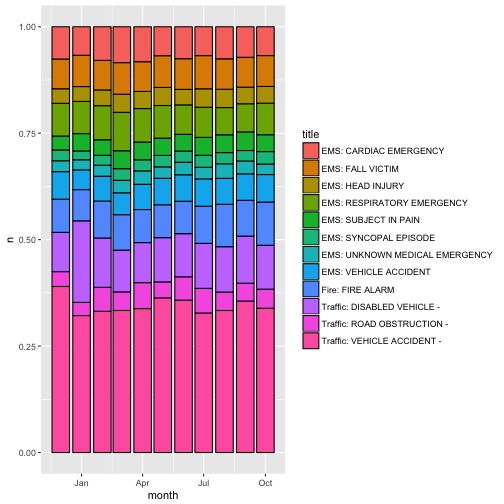 1.00
0.75
0.50
0.25
0.00
n
Jan Apr Jul Oct
month
title
EMS: CARDIAC EMERGENCY
EMS: FALL VICTIM
EMS: HEAD INJURY
EMS: RESPIRATORY EMERGENCY
EMS: SUBJECT IN PAIN
EMS: SYNCOPAL EPISODE
EMS: UNKNOWN MEDICAL EMERGENCY
EMS: VEHICLE ACCIDENT
Fire: FIRE ALARM
Traffic: DISABLED VEHICLE -
Traffic: ROAD OBSTRUCTION -
Traffic: VEHICLE ACCIDENT -